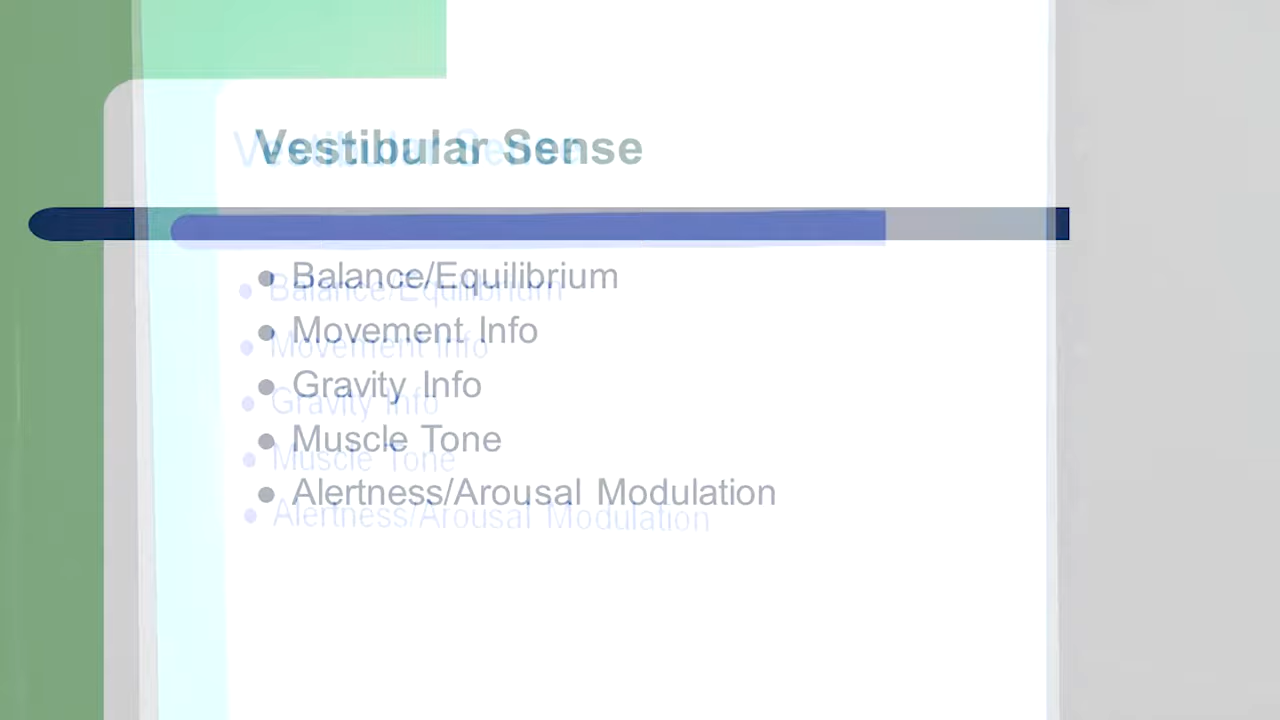 Vestibular Sense
● Balance/Equilibrium
● Movement Info
● Gravity Info
● Muscle Tone
● Alertness/Arousal Modulation